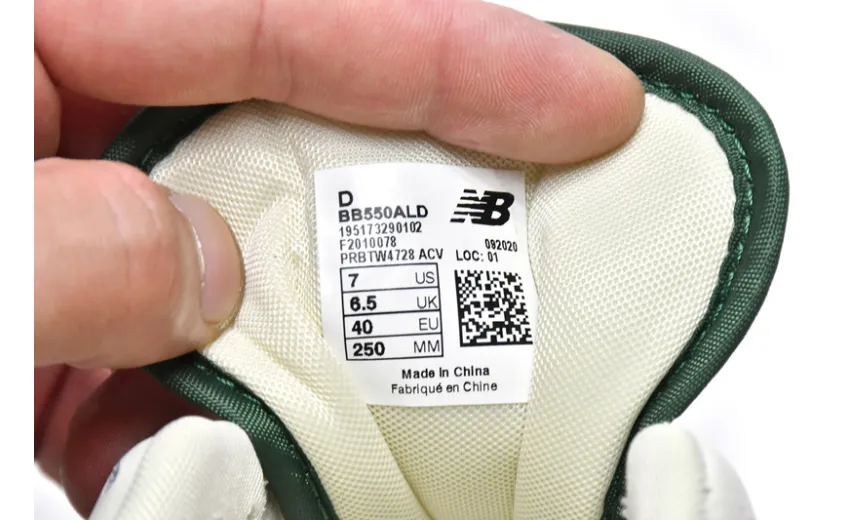 D
BB550ALD
NB
195173290102
F2010078
092020
PRBTW4728 ACV LOC: 01
7 US
6.5 UK
40 EU
250 MM
Made in China
Fabriqué en Chine